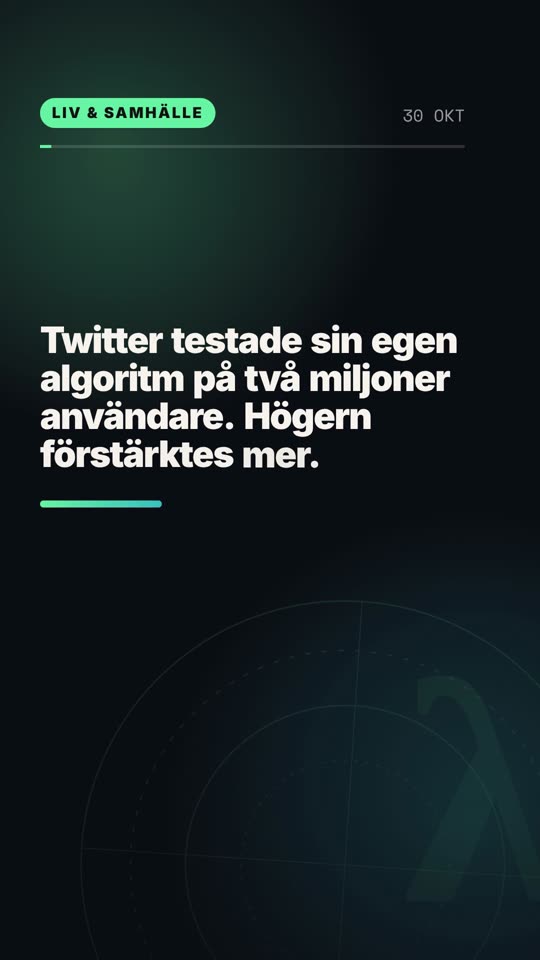 LIV & SAMHÄLLE
30 OKT
Twitter testade sin egen
algoritm på två miljoner
användare. Högern
förstärktes mer.
λ